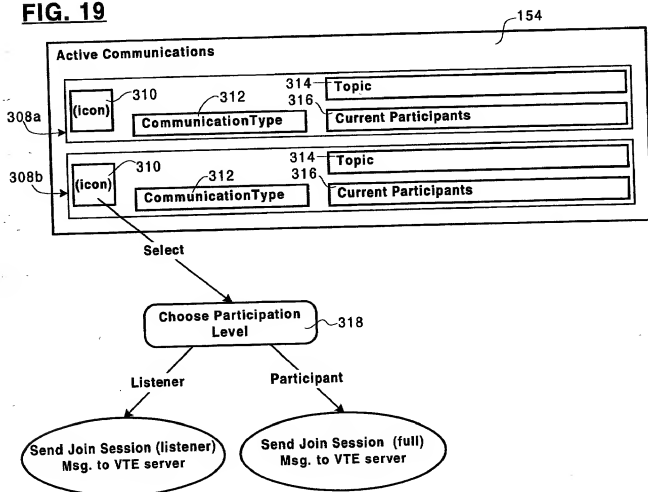 FIG. 19
154
Active Communications
314 Topic
310
312
(icon)
316 Current Participants
308a
CommunicationType
314 Topic
310
312
(icon)
316 Current Participants
308b
CommunicationType
Select
Choose Participation
Level
318
Listener
Participant
Send Join Session (listener)
Msg. to VTE server
Send Join Session (full)
Msg. to VTE server